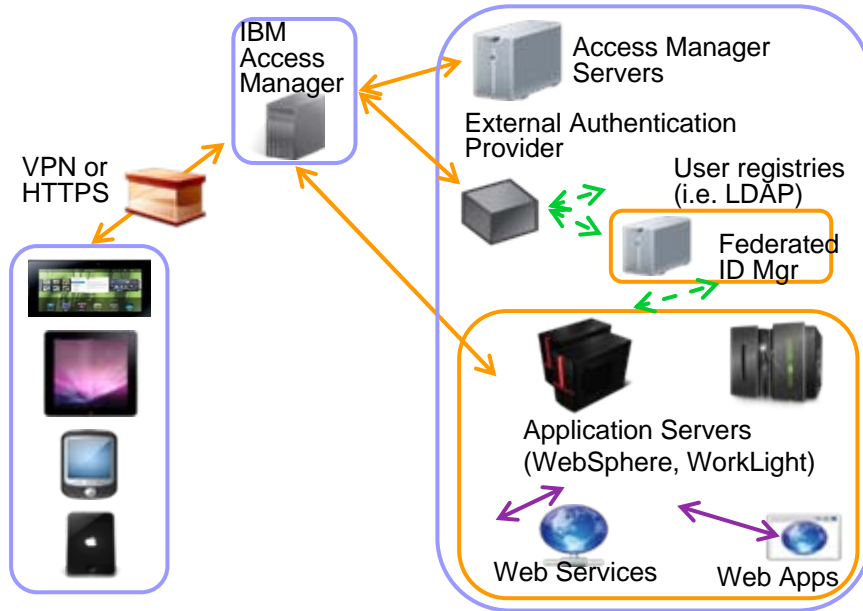 IBM
Access
Manager
Access Manager
Servers
External Authentication
Provider
VPN or
HTTPS
User registries
(i.e. LDAP)
Federated
ID Mgr
Application Servers
(WebSphere, WorkLight)
Web Services
Web Apps